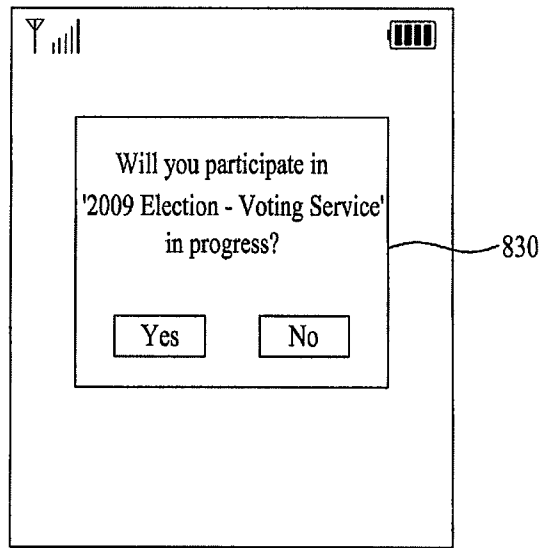 Will you participate in
'2009 Election - Voting Service'
in progress?
830
Yes No